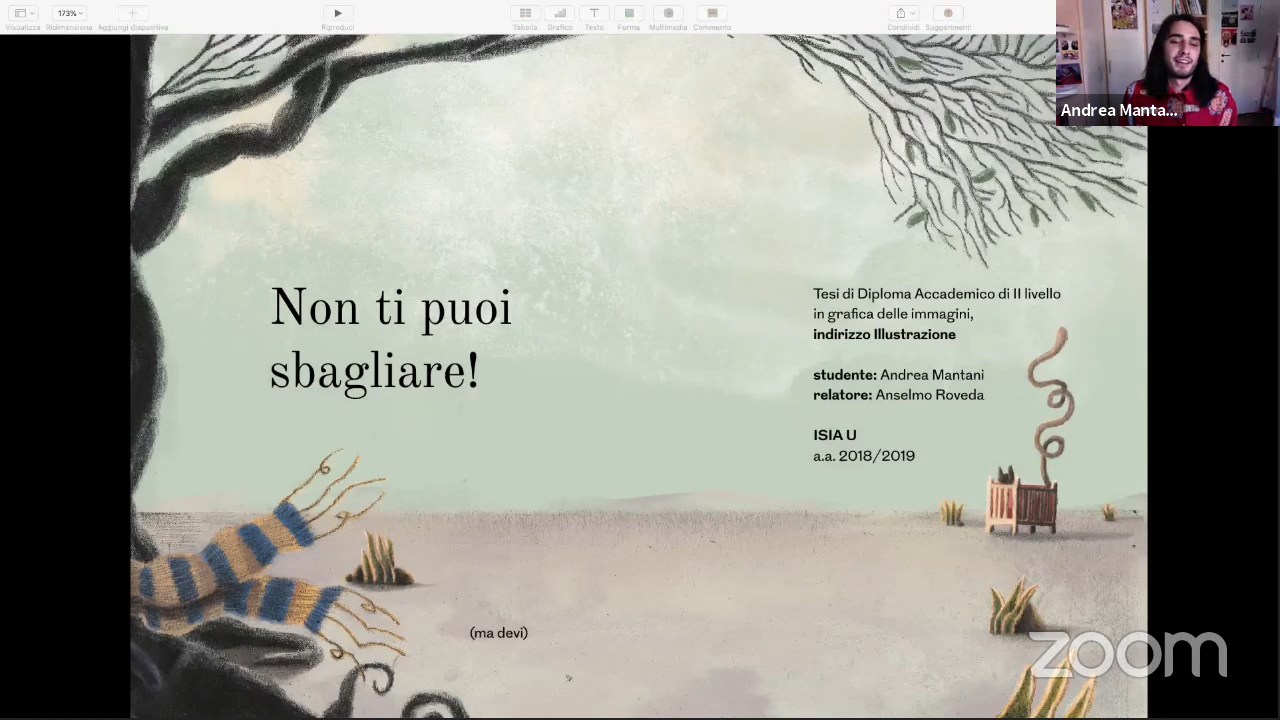 173%
Visualizza
Ridimensiona
Aggiungi diapositiva
Riproduci
Tabella
Grafico
Testo
Forma
Multimedia
Commento
Condividi
Suggerimenti
Andrea Manta...
Non ti puoi
sbagliare!
Tesi di Diploma Accademico di II livello
in grafica delle immagini,
indirizzo Illustrazione
studente: Andrea Mantani
relatore: Anselmo Roveda
ISIA U
a.a. 2018/2019
(ma devi)
zoom